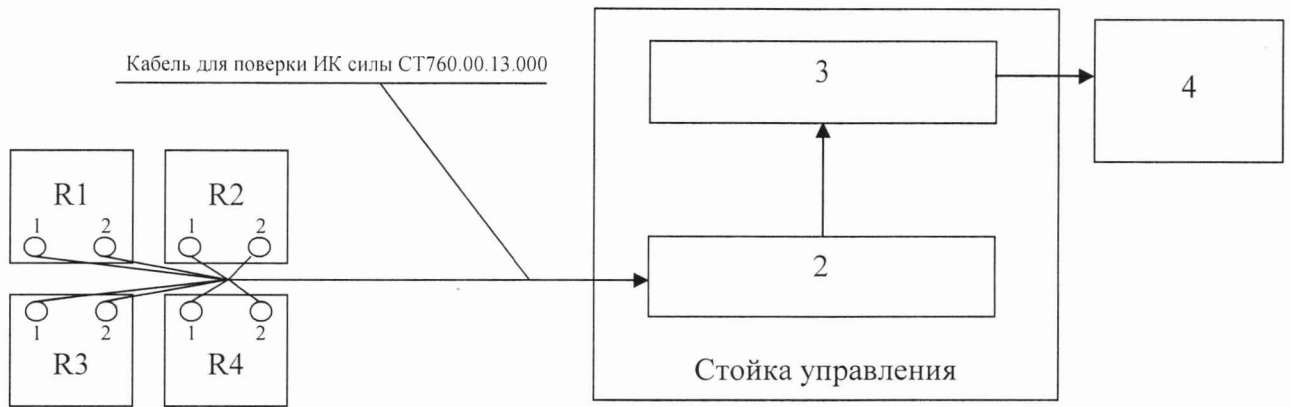 Кабель для поверки ИК силы СТ760.00.13.000
3
4
R1
R2
1
2
1
2
2
1
2
1
2
R3
R4
Стойка управления